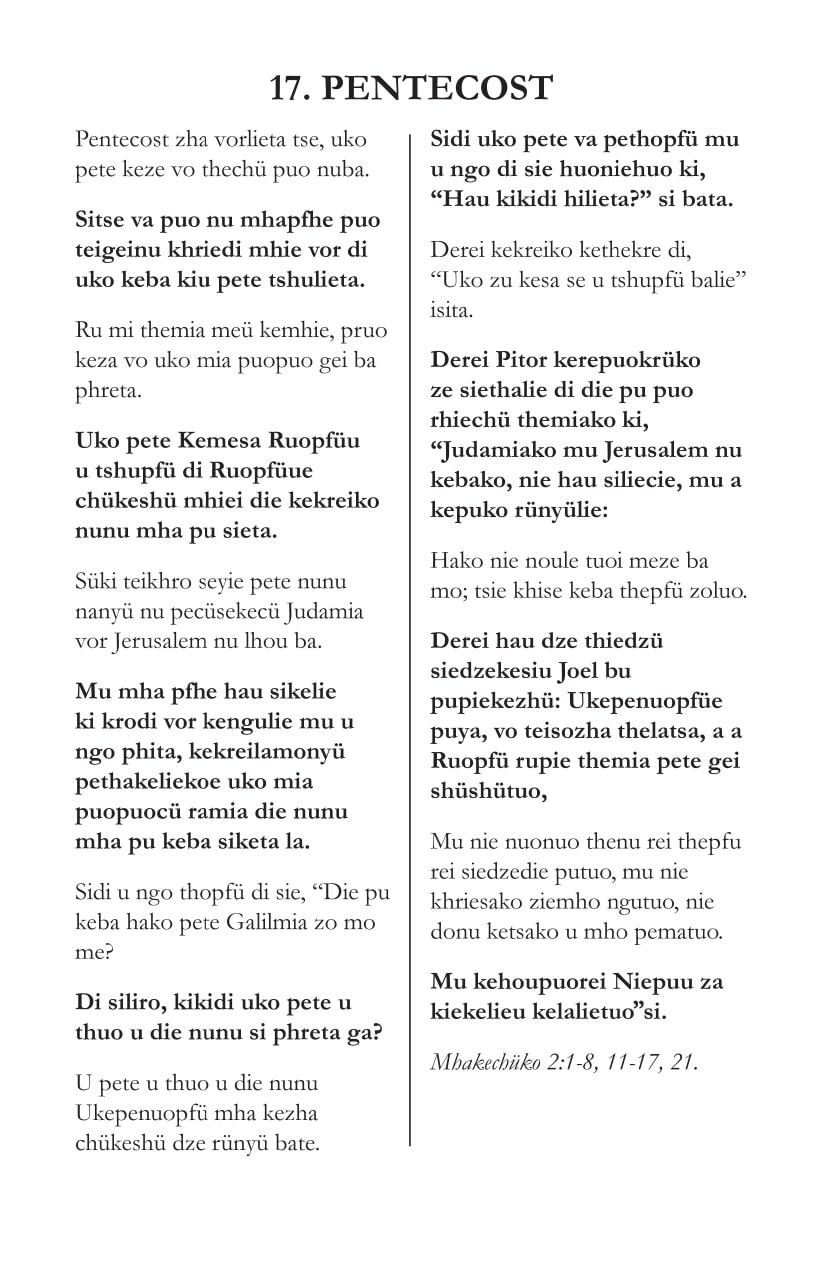 17. PENTECOST
Pentecost zha vorlieta tse, uko
pete keze vo thechü puo nuba.
Sitse va puo nu mhapfhe puo
teigeinu khriedi mhie vor di
uko keba kiu pete tshulieta.
Ru mi themia meü kemhie, pruo
keza vo uko mia puopuo gei ba
phreta.
Uko pete Kemesa Ruopfüu
u tshupfü di Ruopfüue
chükeshü mhiei die kekreiko
nunu mha pu sieta.
Süki teikhro seyie pete nunu
nanyü nu pecüsekecü Judamia
vor Jerusalem nu lhou ba.
Mu mha pfhe hau sikelie
ki krodi vor kengulie mu u
ngo phita, kekreilamonyü
pethakeliekoe uko mia
puopuocü ramia die nunu
mha pu keba siketa la.
Sidi u ngo thopfü di sie, “Die pu
keba hako pete Galilmia zo mo
me?
Di siliro, kikidi uko pete u
thuo u die nunu si phreta ga?
U pete u thuo u die nunu
Ukepenuopfü mha kezha
chükeshü dze rünyü bate.
Sidi uko pete va pethopfü mu
u ngo di sie huoniehuo ki,
“Hau kikidi hilieta?” si bata.
Derei kekreiko kethekre di,
“Uko zu kesa se u tshupfü balie”
isita.
Derei Pitor kerepuokrüko
ze siethalie di die pu puo
rhiechü themiako ki,
“Judamiako mu Jerusalem nu
kebako, nie hau siliecie, mu a
kepuko rünyülie:
Hako nie noule tuoi meze ba
mo; tsie khise keba thepfü zoluo.
Derei hau dze thiedzü
siedzekesiu Joel bu
pupiekezhü: Ukepenuopfüe
puya, vo teisozha thelatsa, a a
Ruopfü rupie themia pete gei
shüshütuo,
Mu nie nuonuo thenu rei thepfu
rei siedzedie putuo, mu nie
khriesako ziemho ngutuo, nie
donu ketsako u mho pematuo.
Mu kehoupuorei Niepuu za
kiekelieu kelalietuo”si.
Mhakechüko 2:1-8, 11-17, 21.